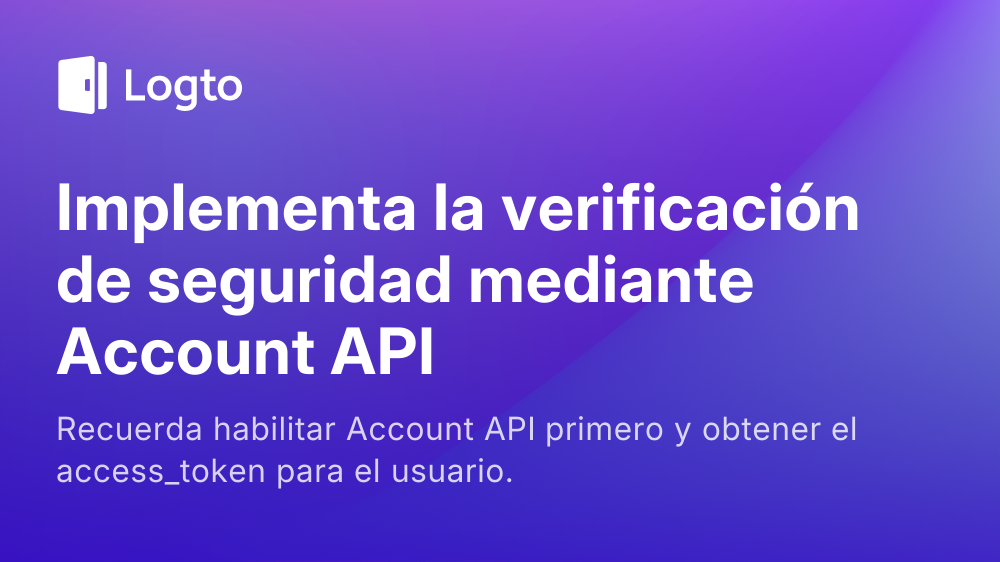 Logto
Implementa la verificación
de seguridad mediante
Account API
Recuerda habilitar Account API primero y obtener el
access_token para el usuario.